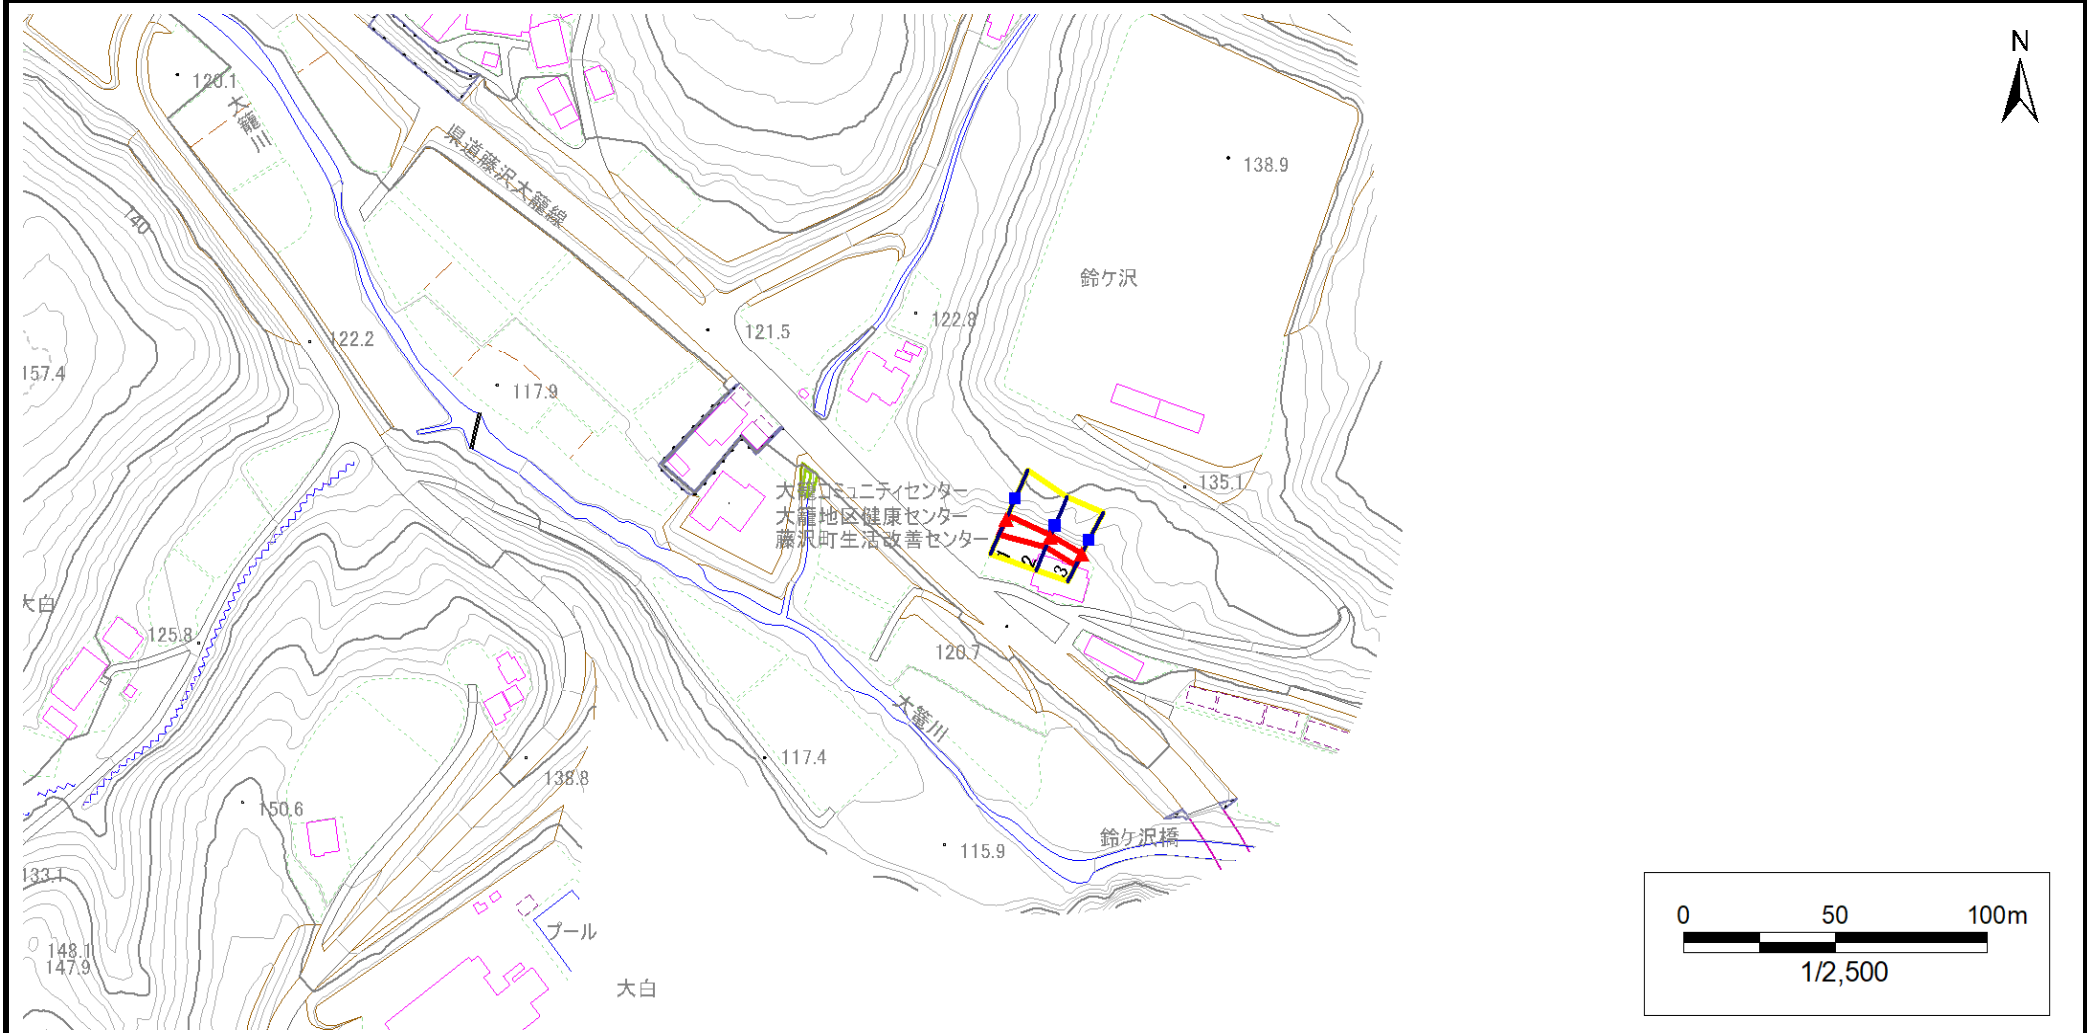 N
120.1
大籠川
県道藤沢大籠線
138.9
140
鈴ケ沢
121.5
122.8
122.2
157.4
117.9
135.1
大籠コミュニティセンター
大籠地区健康センター
藤沢町生活改善センター
1
2
3
大白
125.8
120.7
大籠川
117.4
138.8
150.6
鈴ケ沢橋
115.9
133.1
プール
148.1
147.9
大白
0 50 100m
1/2,500